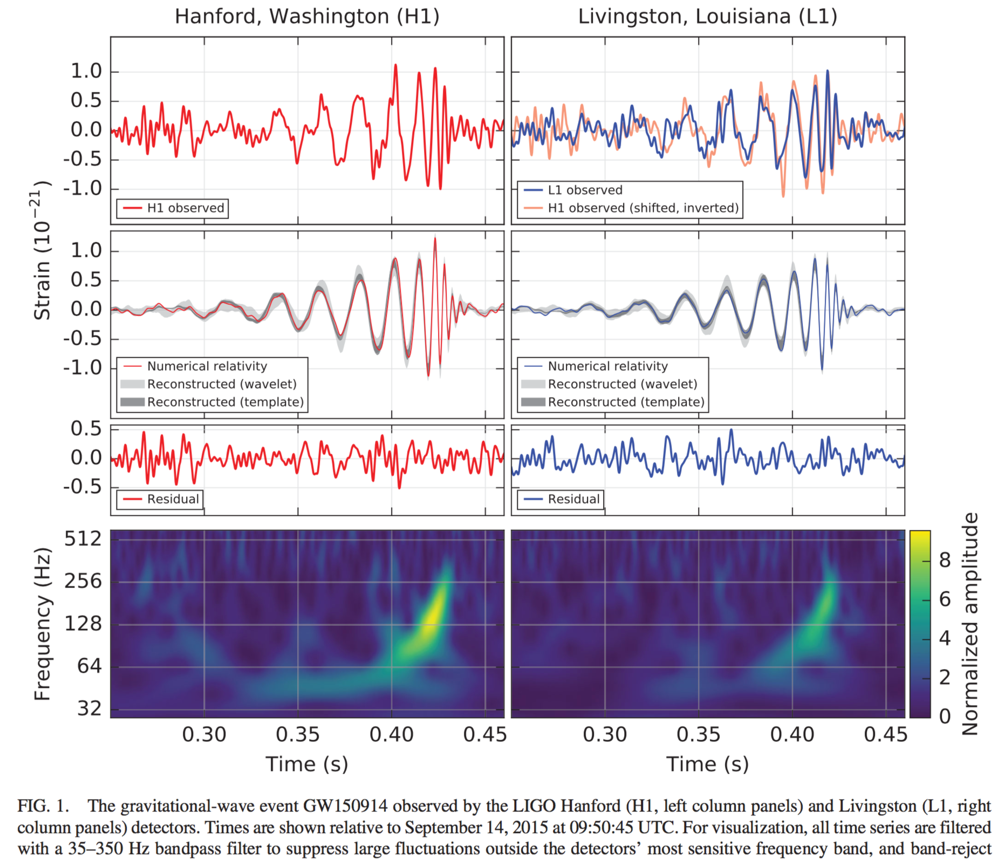 Hanford, Washington (H1)
Livingston, Louisiana (L1)
Strain (10⁻²¹)
1.0
0.5
0.0
-0.5
-1.0
H1 observed
L1 observed
H1 observed (shifted, inverted)
1.0
0.5
0.0
-0.5
-1.0
Numerical relativity
Reconstructed (wavelet)
Reconstructed (template)
Numerical relativity
Reconstructed (wavelet)
Reconstructed (template)
0.5
0.0
-0.5
Residual
Residual
Frequency (Hz)
512
256
128
64
32
Normalized amplitude
8
6
4
2
0
0.30 0.35 0.40 0.45
0.30 0.35 0.40 0.45
Time (s)
Time (s)
FIG. 1. The gravitational-wave event GW150914 observed by the LIGO Hanford (H1, left column panels) and Livingston (L1, right
column panels) detectors. Times are shown relative to September 14, 2015 at 09:50:45 UTC. For visualization, all time series are filtered
with a 35–350 Hz bandpass filter to suppress large fluctuations outside the detectors’ most sensitive frequency band, and band-reject